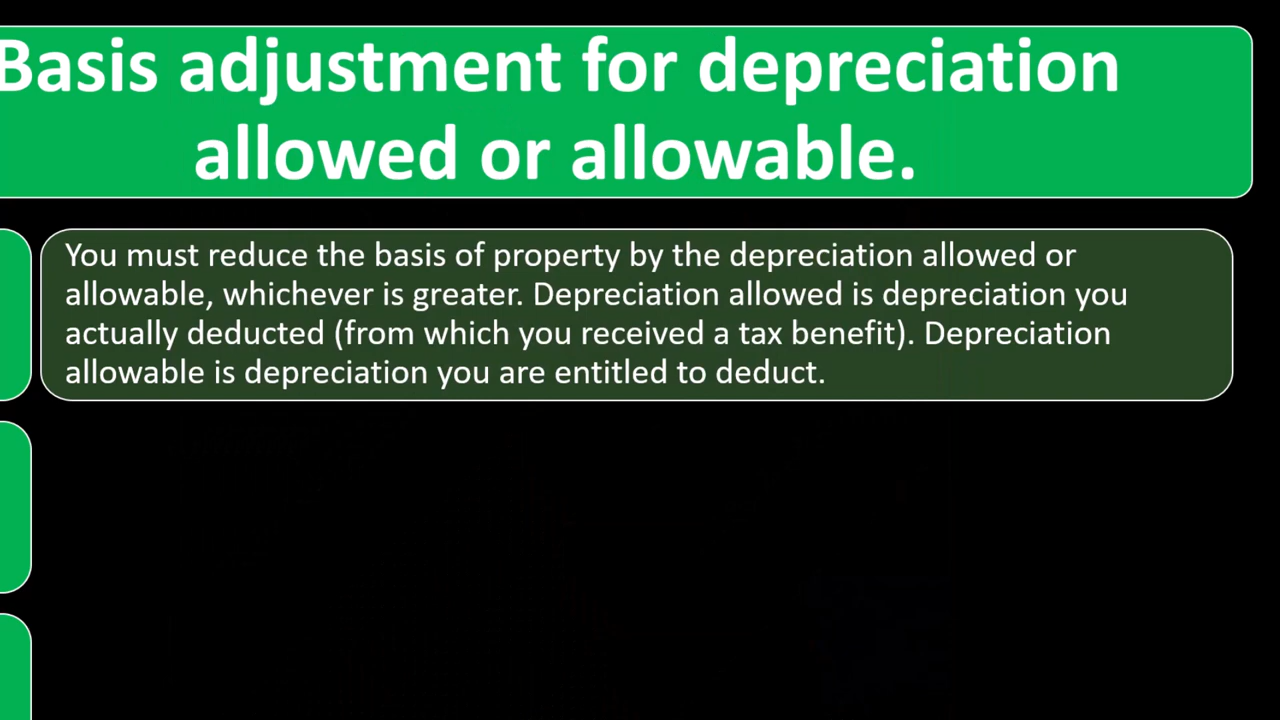 Basis adjustment for depreciation
allowed or allowable.
You must reduce the basis of property by the depreciation allowed or
allowable, whichever is greater. Depreciation allowed is depreciation you
actually deducted (from which you received a tax benefit). Depreciation
allowable is depreciation you are entitled to deduct.